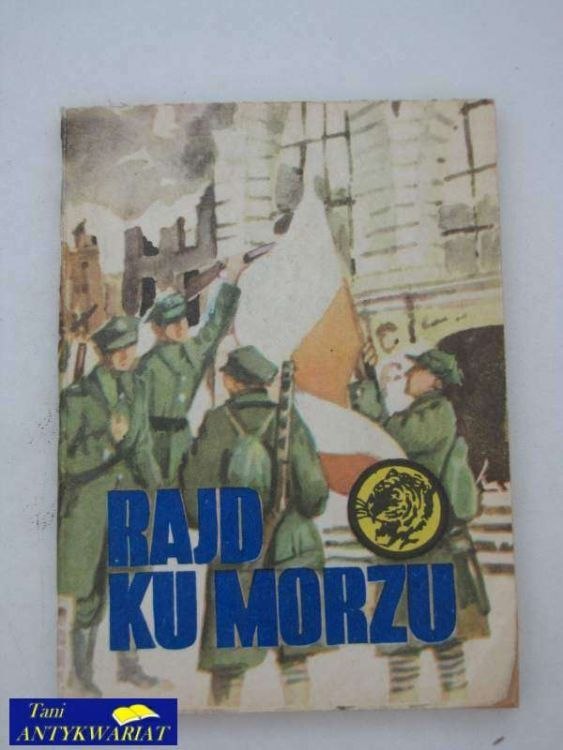 RAJD
KU MORZU
Tani
ANTYKWARIAT